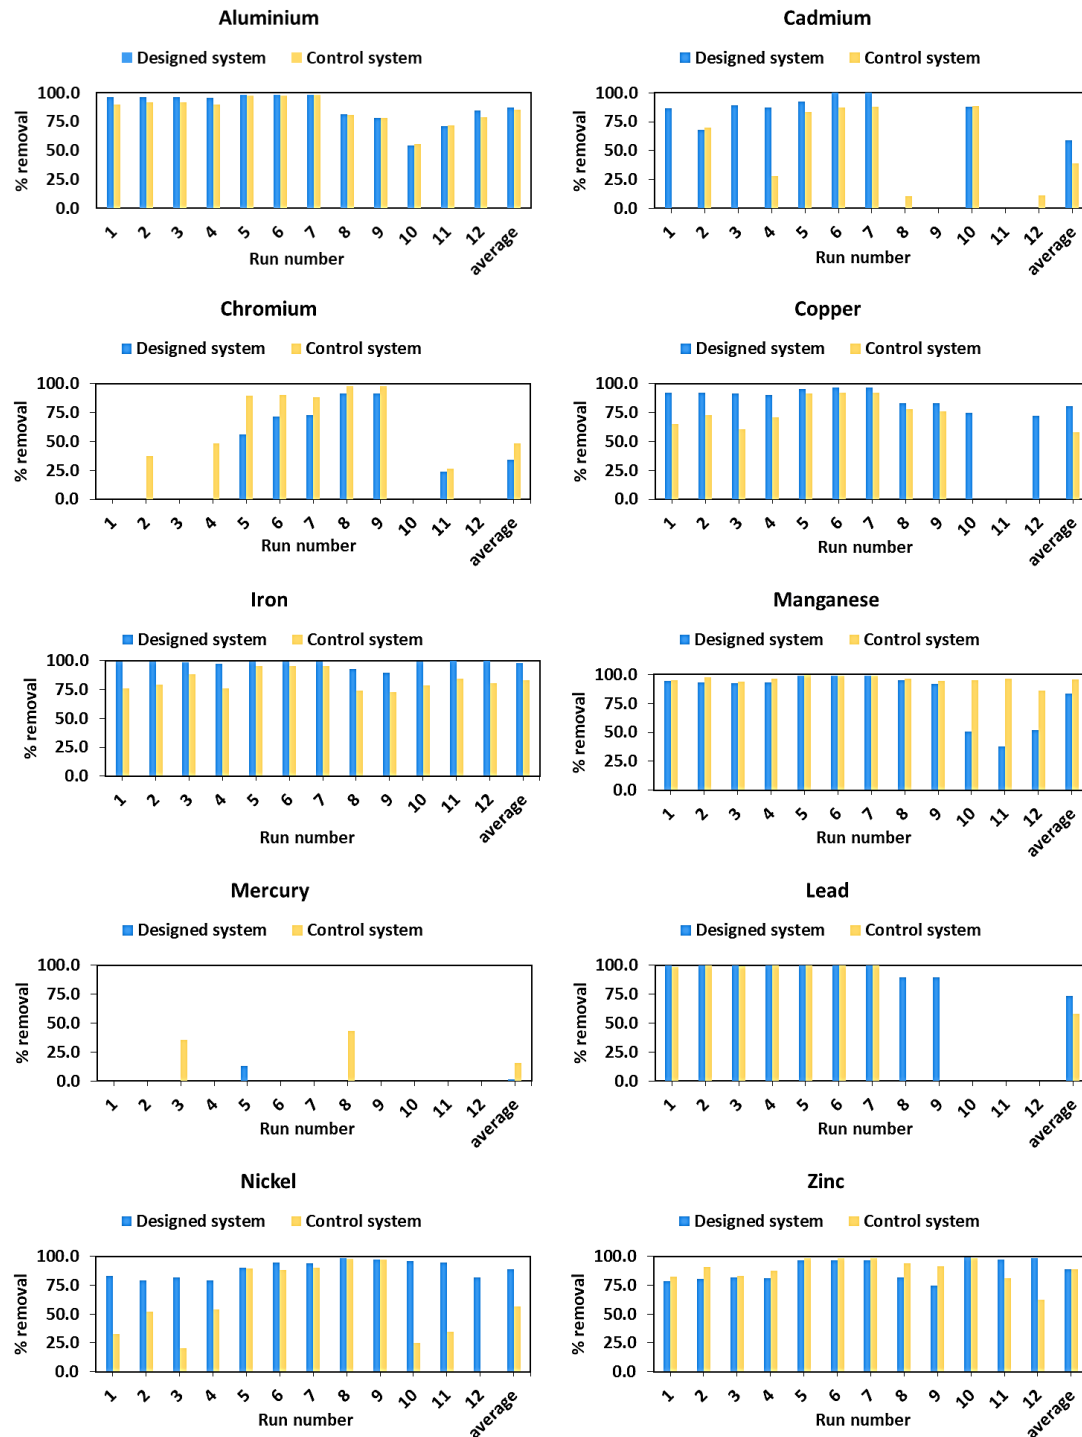 Aluminium
Designed system Control system
100.0
75.0
50.0
25.0
0.0
% removal
1 2 3 4 5 6 7 8 9 10 11 12 average
Run number
Cadmium
Designed system Control system
100.0
75.0
50.0
25.0
0.0
% removal
1 2 3 4 5 6 7 8 9 10 11 12 average
Run number
Chromium
Designed system Control system
100.0
75.0
50.0
25.0
0.0
% removal
1 2 3 4 5 6 7 8 9 10 11 12 average
Run number
Copper
Designed system Control system
100.0
75.0
50.0
25.0
0.0
% removal
1 2 3 4 5 6 7 8 9 10 11 12 average
Run number
Iron
Designed system Control system
100.0
75.0
50.0
25.0
0.0
% removal
1 2 3 4 5 6 7 8 9 10 11 12 average
Run number
Manganese
Designed system Control system
100.0
75.0
50.0
25.0
0.0
% removal
1 2 3 4 5 6 7 8 9 10 11 12 average
Run number
Mercury
Designed system Control system
100.0
75.0
50.0
25.0
0.0
% removal
1 2 3 4 5 6 7 8 9 10 11 12 average
Run number
Lead
Designed system Control system
100.0
75.0
50.0
25.0
0.0
% removal
1 2 3 4 5 6 7 8 9 10 11 12 average
Run number
Nickel
Designed system Control system
100.0
75.0
50.0
25.0
0.0
% removal
1 2 3 4 5 6 7 8 9 10 11 12 average
Run number
Zinc
Designed system Control system
100.0
75.0
50.0
25.0
0.0
% removal
1 2 3 4 5 6 7 8 9 10 11 12 average
Run number